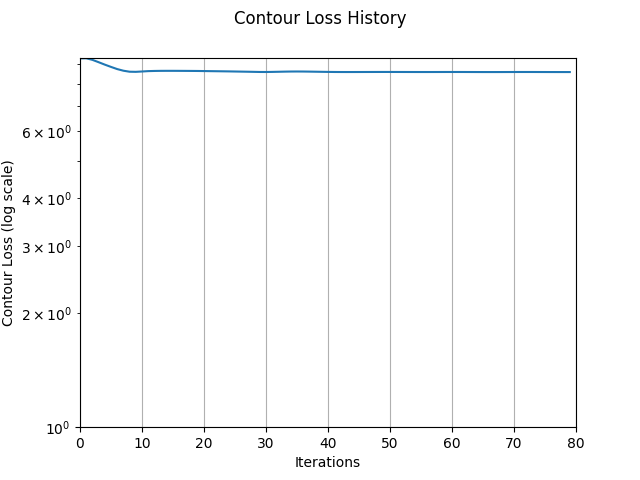 Contour Loss History
Contour Loss (log scale)
6 × 10⁰
4 × 10⁰
3 × 10⁰
2 × 10⁰
10⁰
0 10 20 30 40 50 60 70 80
Iterations